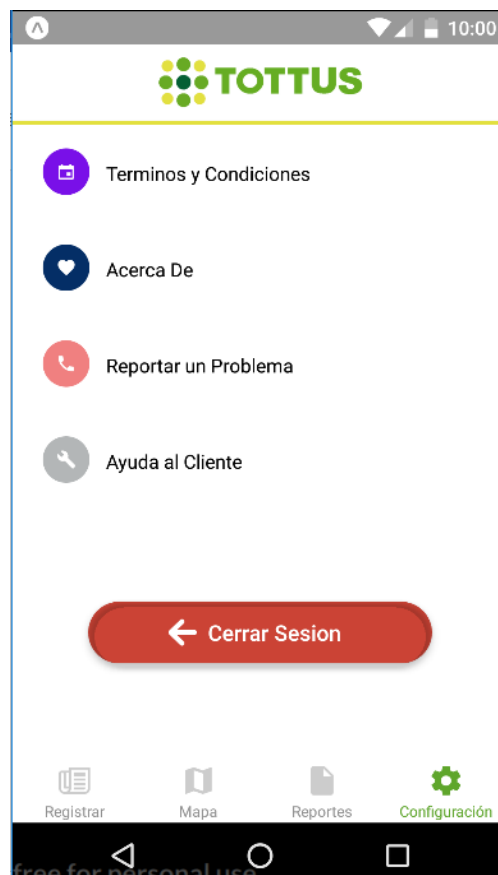 10:00
TOTTUS
Terminos y Condiciones
Acerca De
Reportar un Problema
Ayuda al Cliente
Cerrar Sesion
Registrar Mapa Reportes Configuración
free for personal use